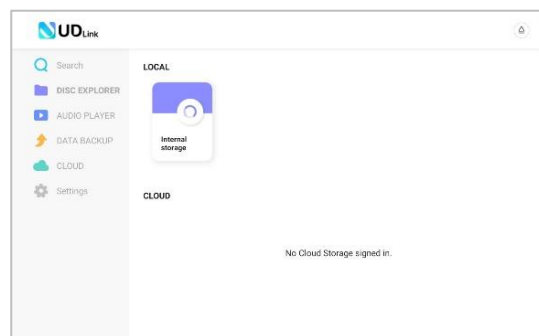 UDLink
Search
DISC EXPLORER
AUDIO PLAYER
DATA BACKUP
CLOUD
Settings
LOCAL
Internal
storage
CLOUD
No Cloud Storage signed in.